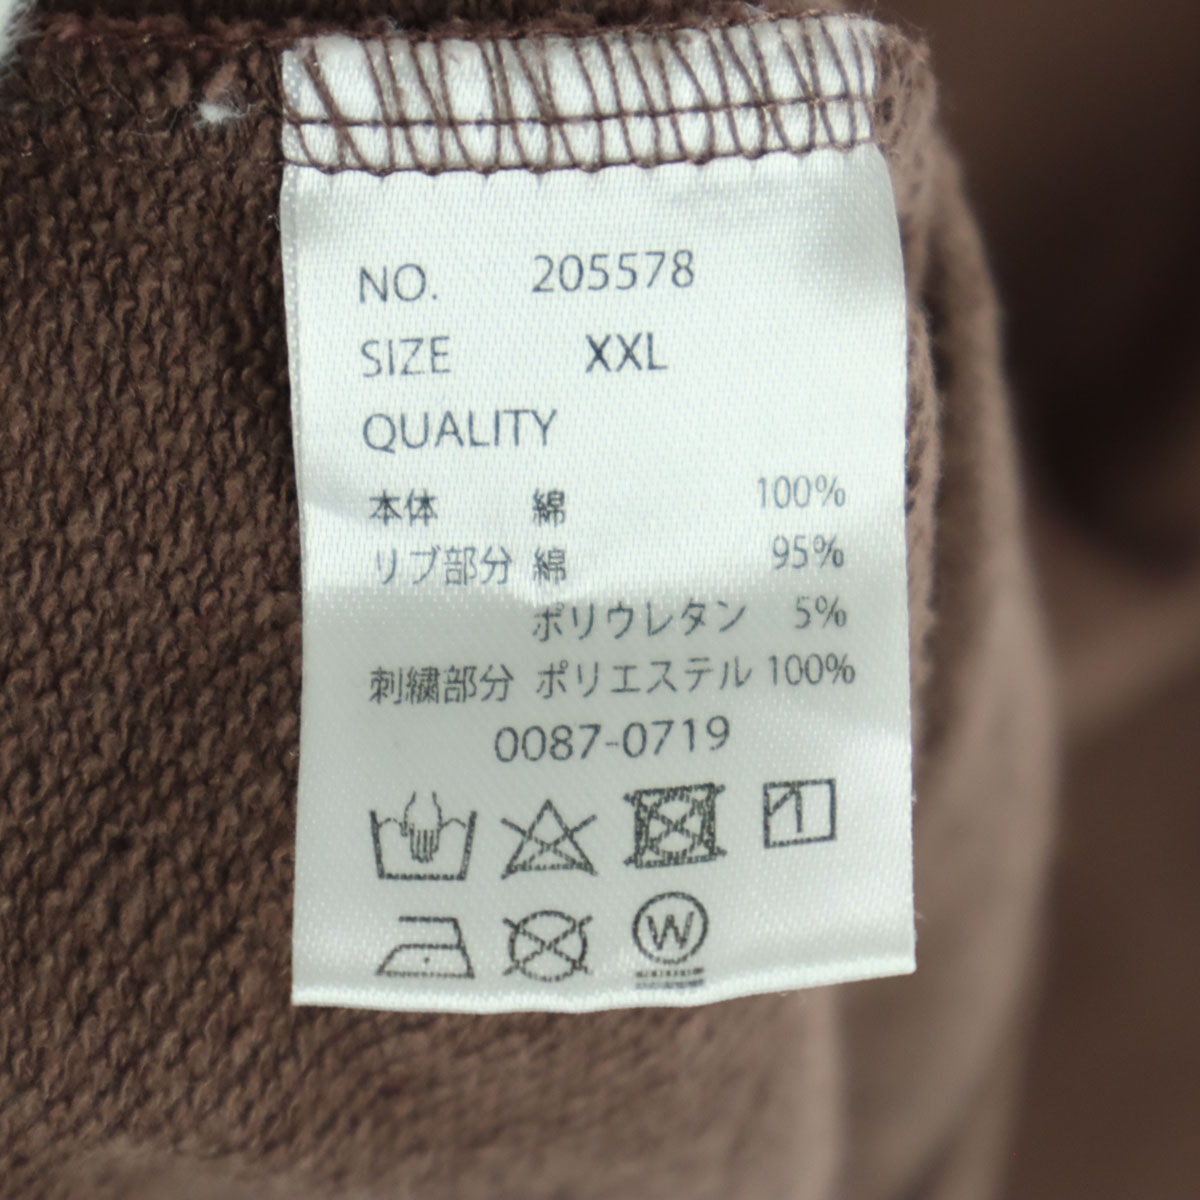 NO. 205578
SIZE XXL
QUALITY
本体 綿 100%
リブ部分 綿 95%
ポリウレタン 5%
刺繍部分 ポリエステル 100%
0087-0719
W